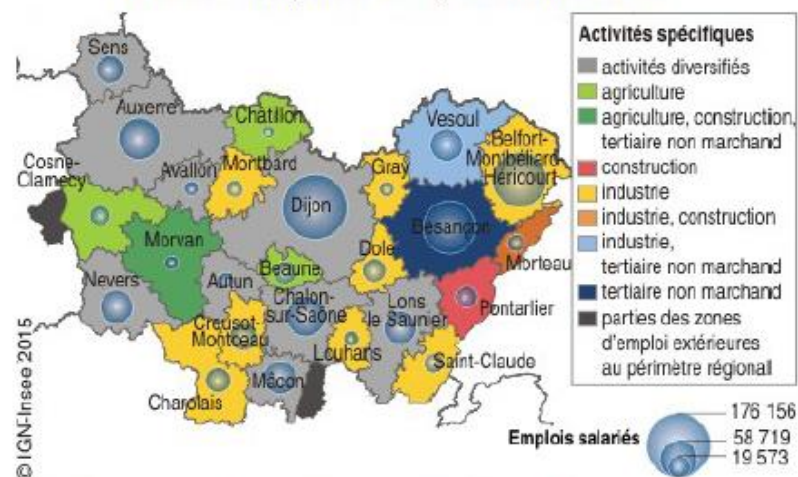 Sens
Auxerre
Châtillon
Vesoul
Belfort-
Montbéliard-
Héricourt
Cosne-
Clamecy
Avallon
Montbard
Gray
Dijon
Besançon
Morvan
Dole
Morteau
Beaune
Nevers
Autun
Chalon-
sur-Saône
Lons
le Saunier
Pontarlier
Creusot-
Montceau
Louhans
Saint-Claude
Mâcon
Charolais
© IGN-Insee 2015
Activités spécifiques
activités diversifiés
agriculture
agriculture, construction,
tertiaire non marchand
construction
industrie
industrie, construction
industrie,
tertiaire non marchand
tertiaire non marchand
parties des zones
d'emploi extérieures
au périmètre régional
Emplois salariés
176 156
58 719
19 573